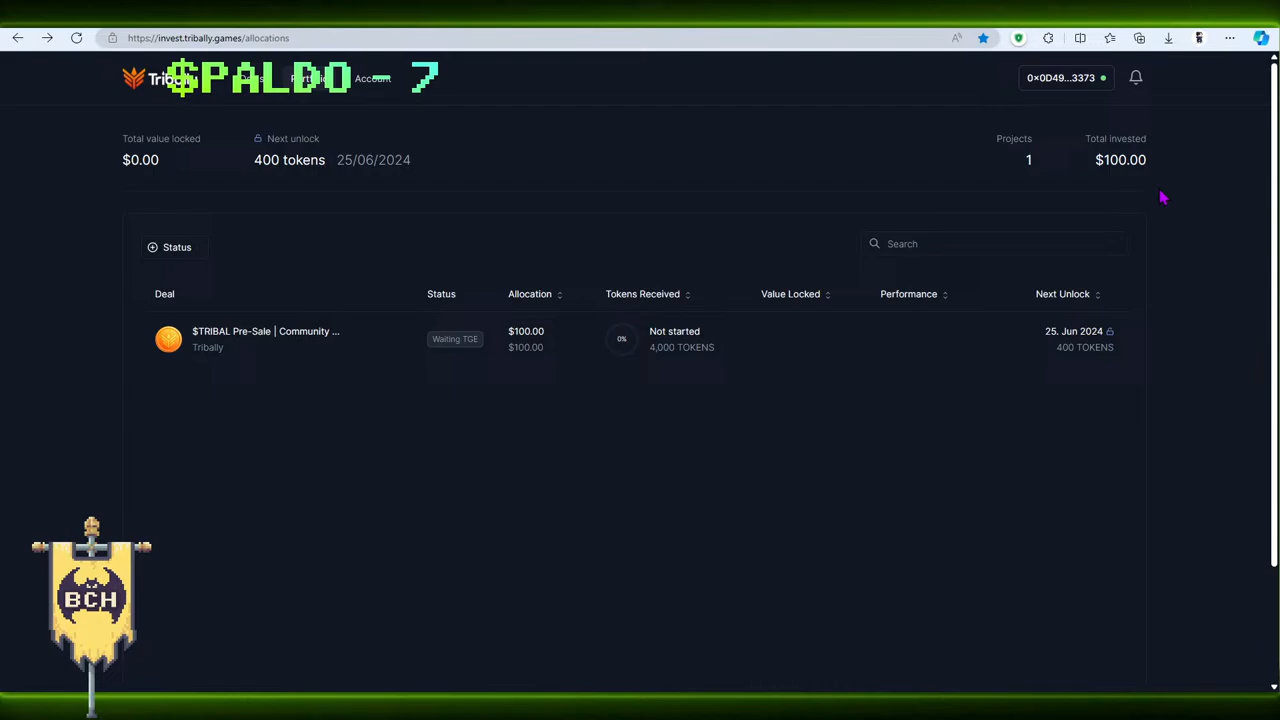 https://invest.tribally.games/allocations
$PALDO - 7
0x0D49...3373
Total value locked
Next unlock
Projects
Total invested
$0.00
400 tokens 25/06/2024
1
$100.00
Status
Search
Deal
Status
Allocation
Tokens Received
Value Locked
Performance
Next Unlock
$TRIBAL Pre-Sale | Community ...
Tribally
Waiting TGE
$100.00
$100.00
0%
Not started
4,000 TOKENS
25. Jun 2024
400 TOKENS
BCH